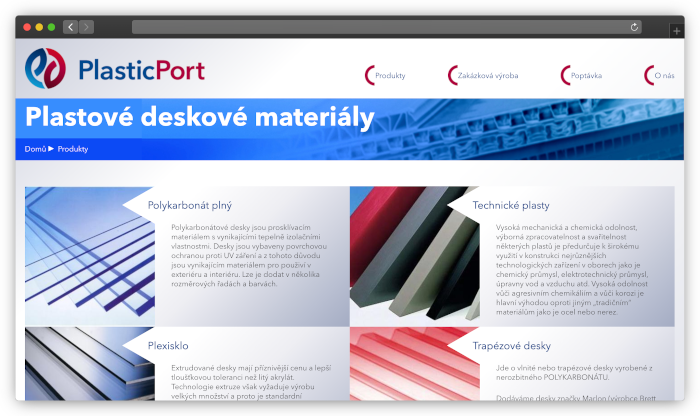 PlasticPort
Produkty
Zakázková výroba
Poptávka
O nás
Plastové deskové materiály
Domů ▶ Produkty
Polykarbonát plný
Polykarbonátové desky jsou prosklívacím
materiálem s vynikajícími tepelně izolačními
vlastnostmi. Desky jsou vybaveny povrchovou
ochranou proti UV záření a z tohoto důvodu
jsou vynikajícím materiálem pro použiví v
exteriéru a interiéru. Lze je dodat v několika
rozměrových řadách a barvách.
Technické plasty
Vysoká mechanická a chemická odolnost,
výborná zpracovatelnost a svařitelnost
některých plastů je předurčuje k širokému
využití v konstrukci nejrůznějších
technologických zařízení v oborech jako je
chemický průmysl, elektrotechnický průmysl,
úpravny vod a vzduchu atd. Vysoká odolnost
vůči agresivním chemikáliím a vůči korozi je
hlavní výhodou oproti jiným „tradičním"
materiálům jako je ocel nebo nerez.
Plexisklo
Extrudované desky mají příznivější cenu a lepší
tloušťkovou toleranci než litý akrylát.
Technologie extruze však vyžaduje výrobu
velkých množství a proto je standardní
Trapézové desky
Jde o vlnité nebo trapézové desky vyrobené z
nerozbitného POLYKARBONÁTU.
Dodáváme desky značky Marlon (výrobce Brett